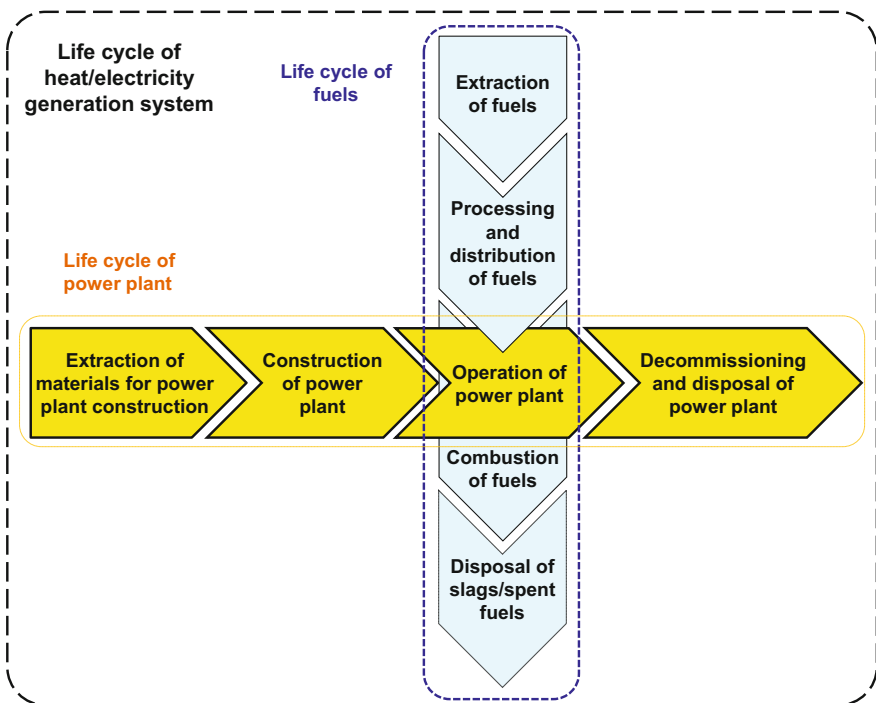 Life cycle of
heat/electricity
generation system
Life cycle of
fuels
Extraction
of fuels
Processing
and
distribution
of fuels
Life cycle of
power plant
Extraction of
materials for power
plant construction
Construction
of power
plant
Operation of
power plant
Decommissioning
and disposal of
power plant
Combustion
of fuels
Disposal of
slags/spent
fuels